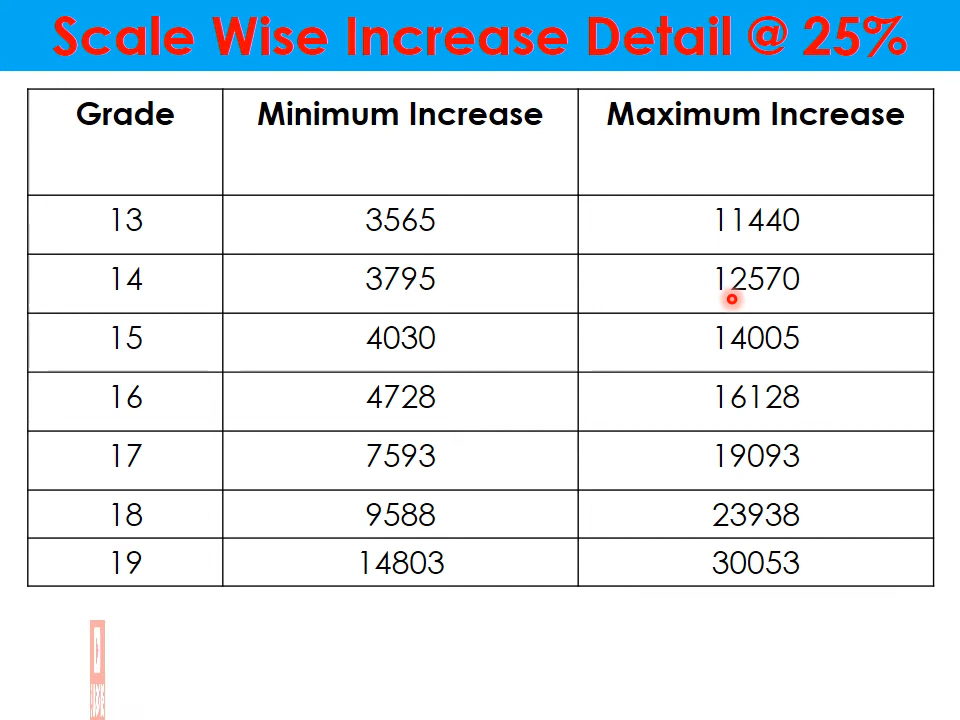 Scale Wise Increase Detail @ 25%
Grade Minimum Increase Maximum Increase
13 3565 11440
14 3795 12570
15 4030 14005
16 4728 16128
17 7593 19093
18 9588 23938
19 14803 30053